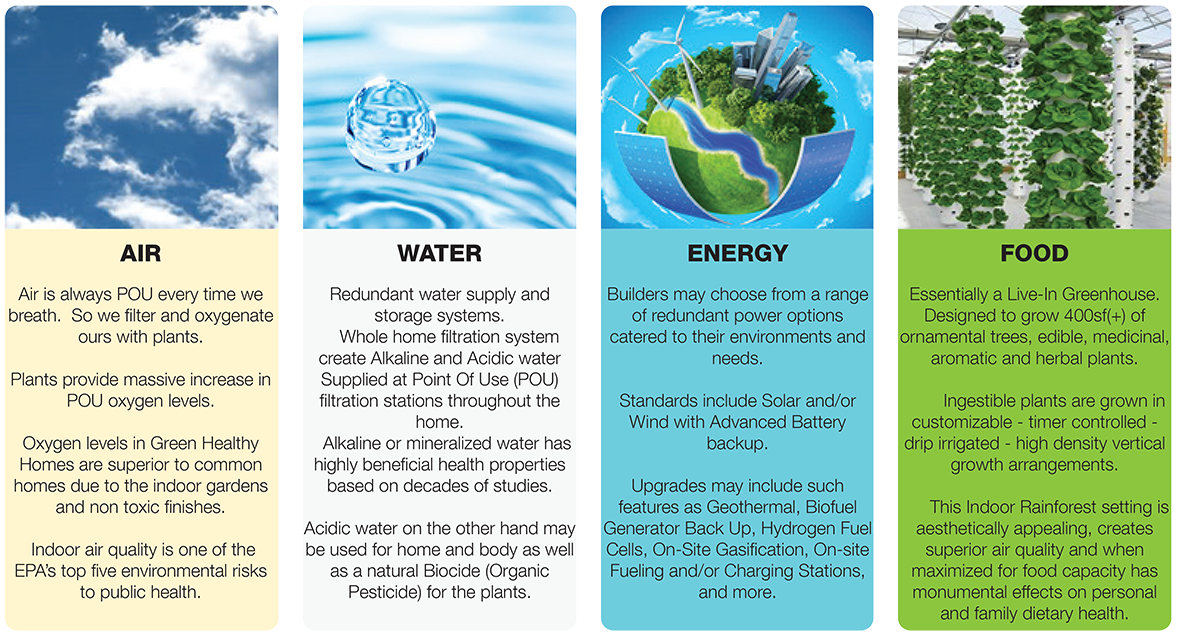 AIR
Air is always POU every time we
breath.  So we filter and oxygenate
ours with plants.
Plants provide massive increase in
POU oxygen levels.
Oxygen levels in Green Healthy
Homes are superior to common
homes due to the indoor gardens
and non toxic finishes.
Indoor air quality is one of the
EPA's top five environmental risks
to public health.
WATER
Redundant water supply and
storage systems.
Whole home filtration system
create Alkaline and Acidic water
Supplied at Point Of Use (POU)
filtration stations throughout the
home.
Alkaline or mineralized water has
highly beneficial health properties
based on decades of studies.
Acidic water on the other hand may
be used for home and body as well
as a natural Biocide (Organic
Pesticide) for the plants.
ENERGY
Builders may choose from a range
of redundant power options
catered to their environments and
needs.
Standards include Solar and/or
Wind with Advanced Battery
backup.
Upgrades may include such
features as Geothermal, Biofuel
Generator Back Up, Hydrogen Fuel
Cells, On-Site Gasification, On-site
Fueling and/or Charging Stations,
and more.
FOOD
Essentially a Live-In Greenhouse.
Designed to grow 400sf(+) of
ornamental trees, edible, medicinal,
aromatic and herbal plants.
Ingestible plants are grown in
customizable - timer controlled -
drip irrigated - high density vertical
growth arrangements.
This Indoor Rainforest setting is
aesthetically appealing, creates
superior air quality and when
maximized for food capacity has
monumental effects on personal
and family dietary health.